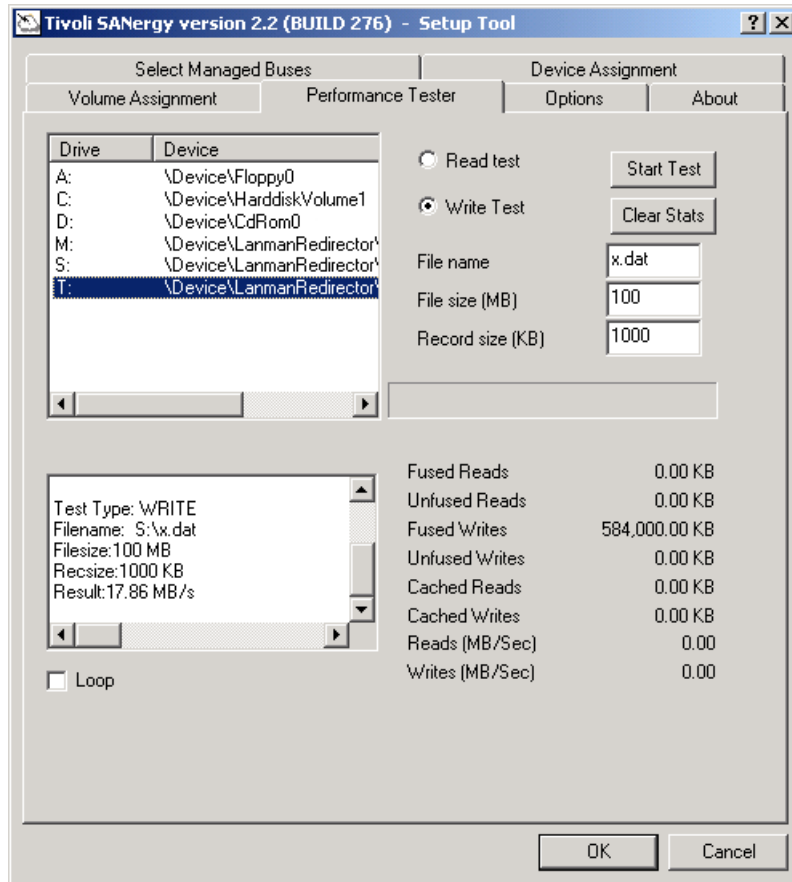 Tivoli SANergy version 2.2 (BUILD 276) - Setup Tool
Select Managed Buses
Device Assignment
Volume Assignment
Performance Tester
Options
About
Drive Device
A: \Device\Floppy0
C: \Device\HarddiskVolume1
D: \Device\CdRom0
M: \Device\LanmanRedirector\
S: \Device\LanmanRedirector\
T: \Device\LanmanRedirector\
Read test
Start Test
Write Test
Clear Stats
File name x.dat
File size (MB) 100
Record size (KB) 1000
Test Type: WRITE
Filename: S:\x.dat
Filesize:100 MB
Recsize:1000 KB
Result:17.86 MB/s
Loop
Fused Reads 0.00 KB
Unfused Reads 0.00 KB
Fused Writes 584,000.00 KB
Unfused Writes 0.00 KB
Cached Reads 0.00 KB
Cached Writes 0.00 KB
Reads (MB/Sec) 0.00
Writes (MB/Sec) 0.00
OK
Cancel